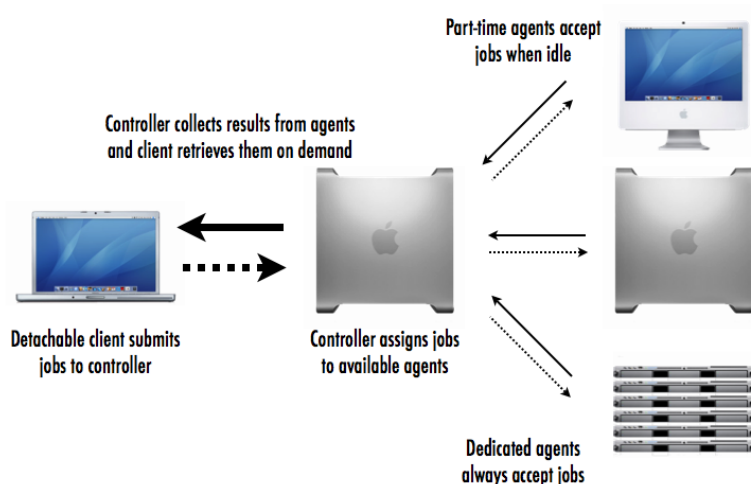 Part-time agents accept
jobs when idle
Controller collects results from agents
and client retrieves them on demand
Detachable client submits
jobs to controller
Controller assigns jobs
to available agents
Dedicated agents
always accept jobs